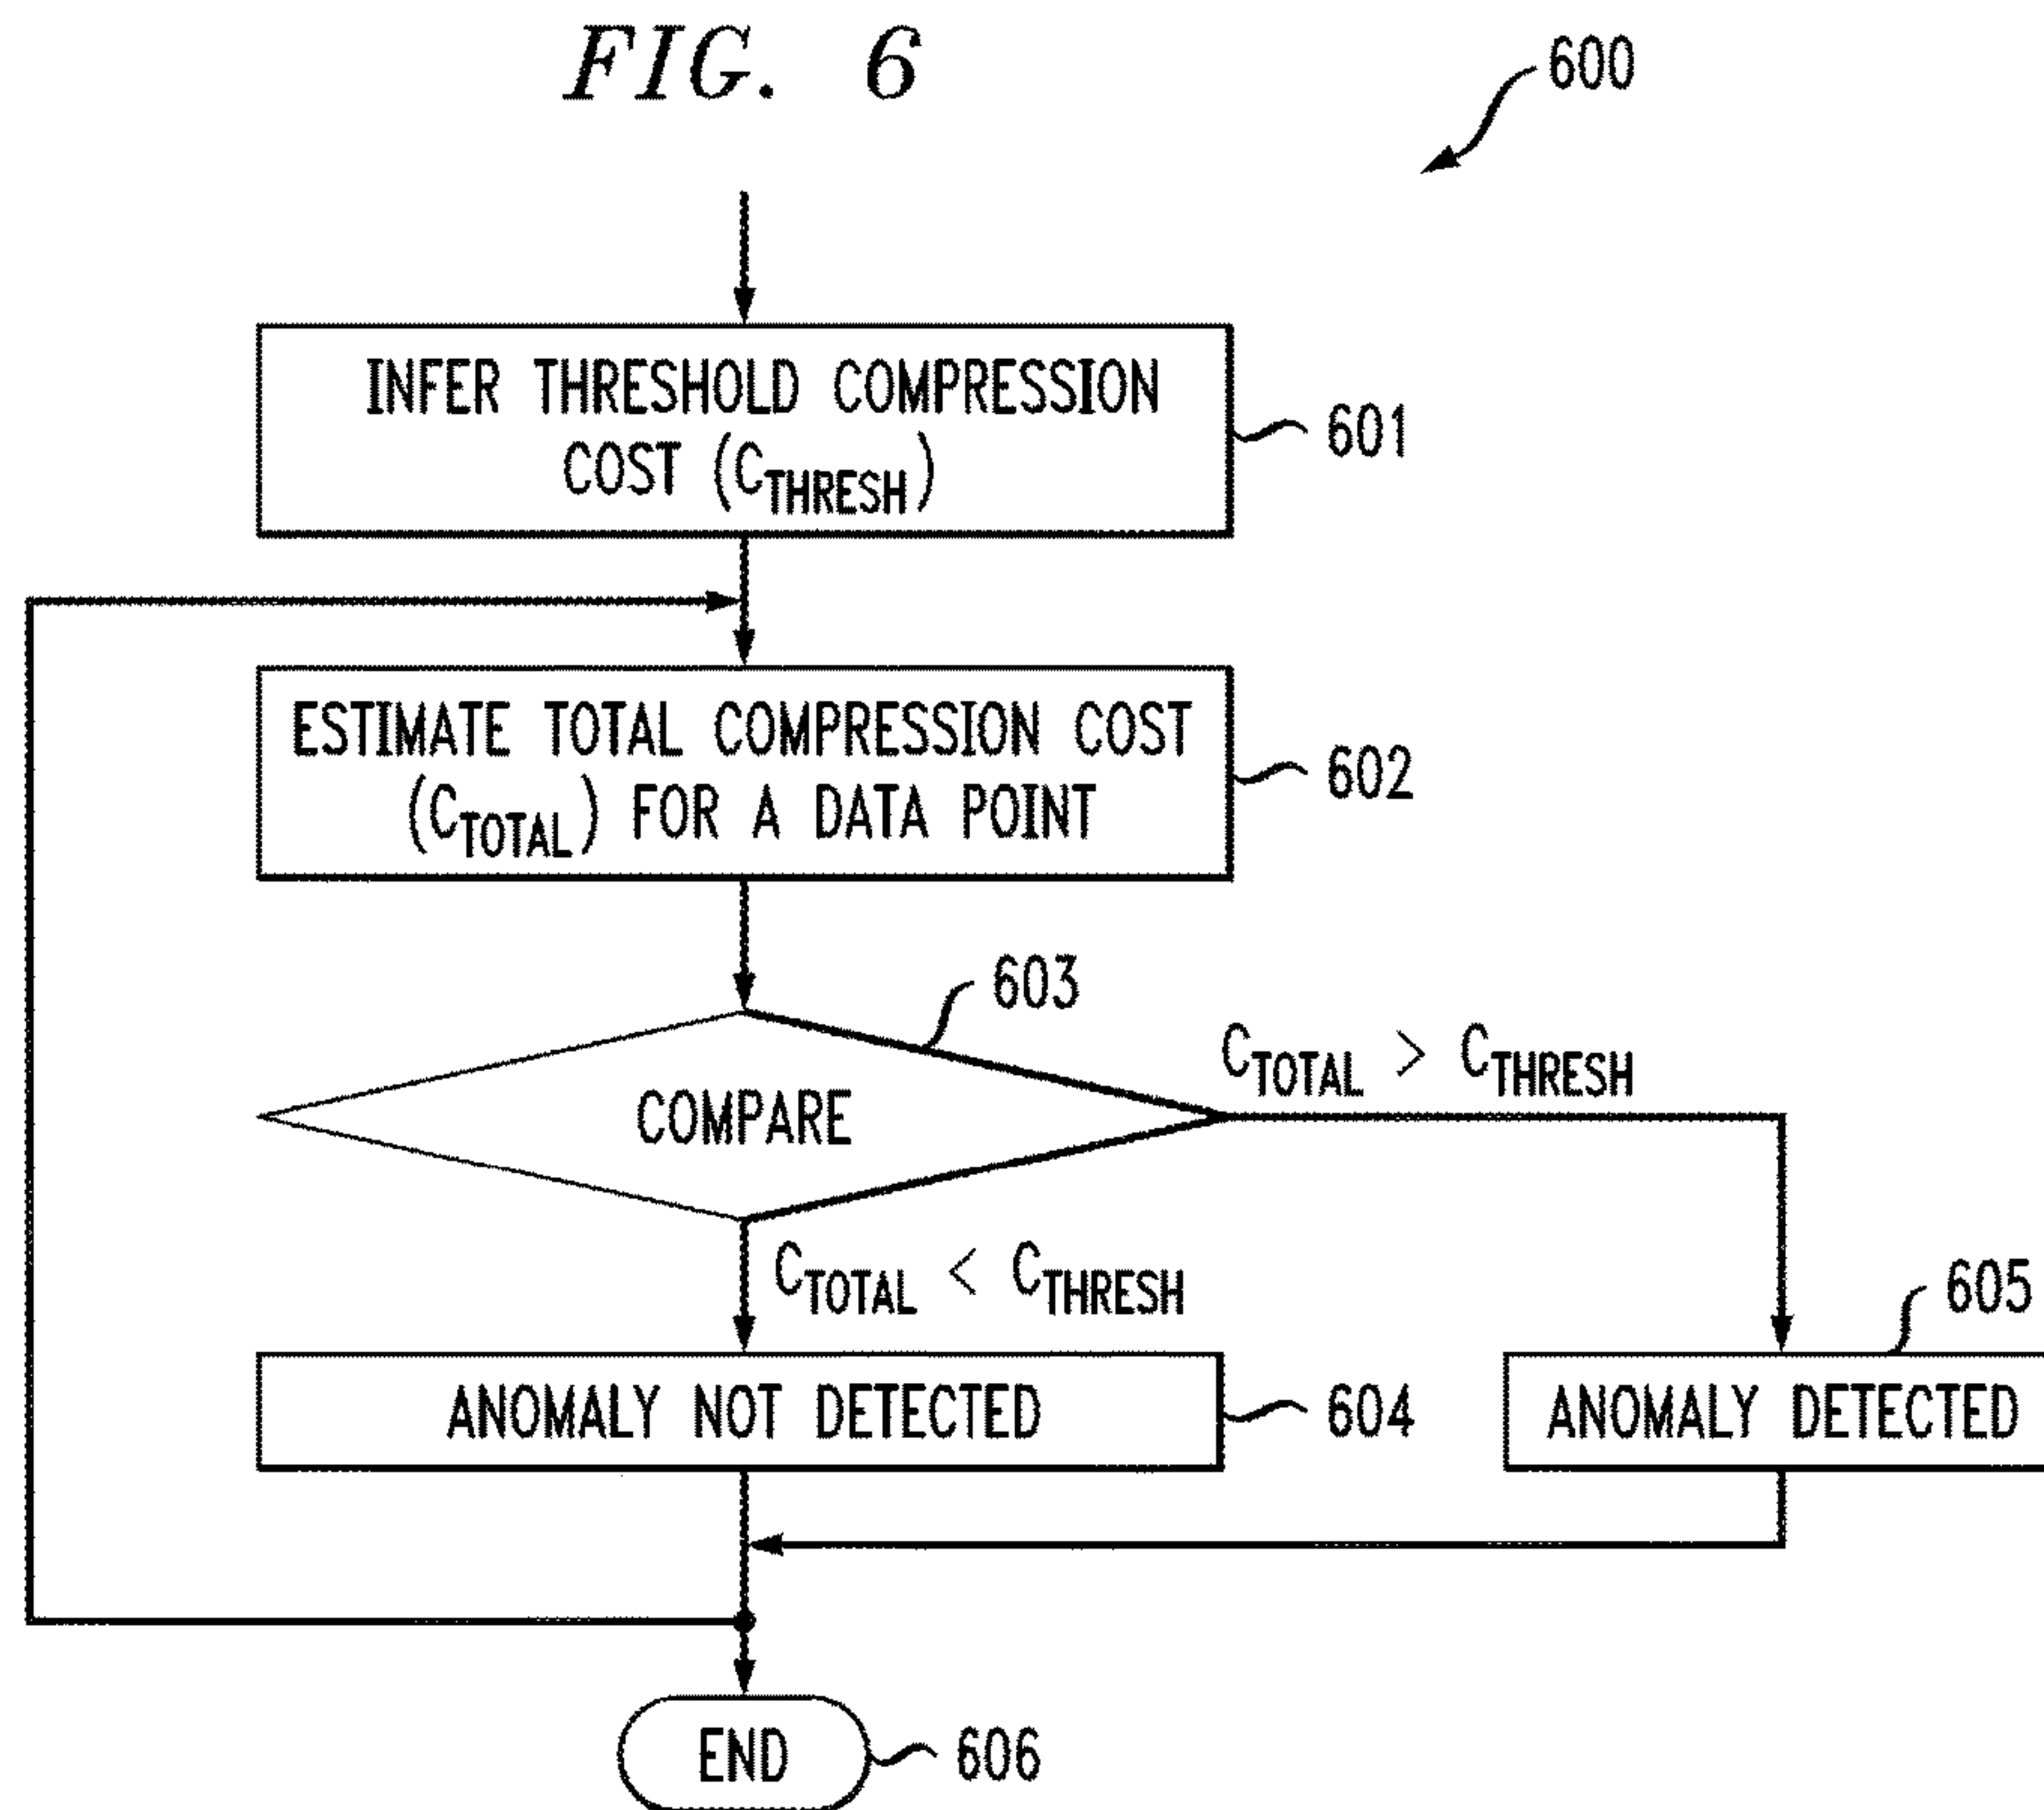 FIG. 6
600
INFER THRESHOLD COMPRESSION
COST (CTHRESH)
601
ESTIMATE TOTAL COMPRESSION COST
(CTOTAL) FOR A DATA POINT
602
603
COMPARE
CTOTAL > CTHRESH
CTOTAL < CTHRESH
605
ANOMALY NOT DETECTED
604
ANOMALY DETECTED
END
606